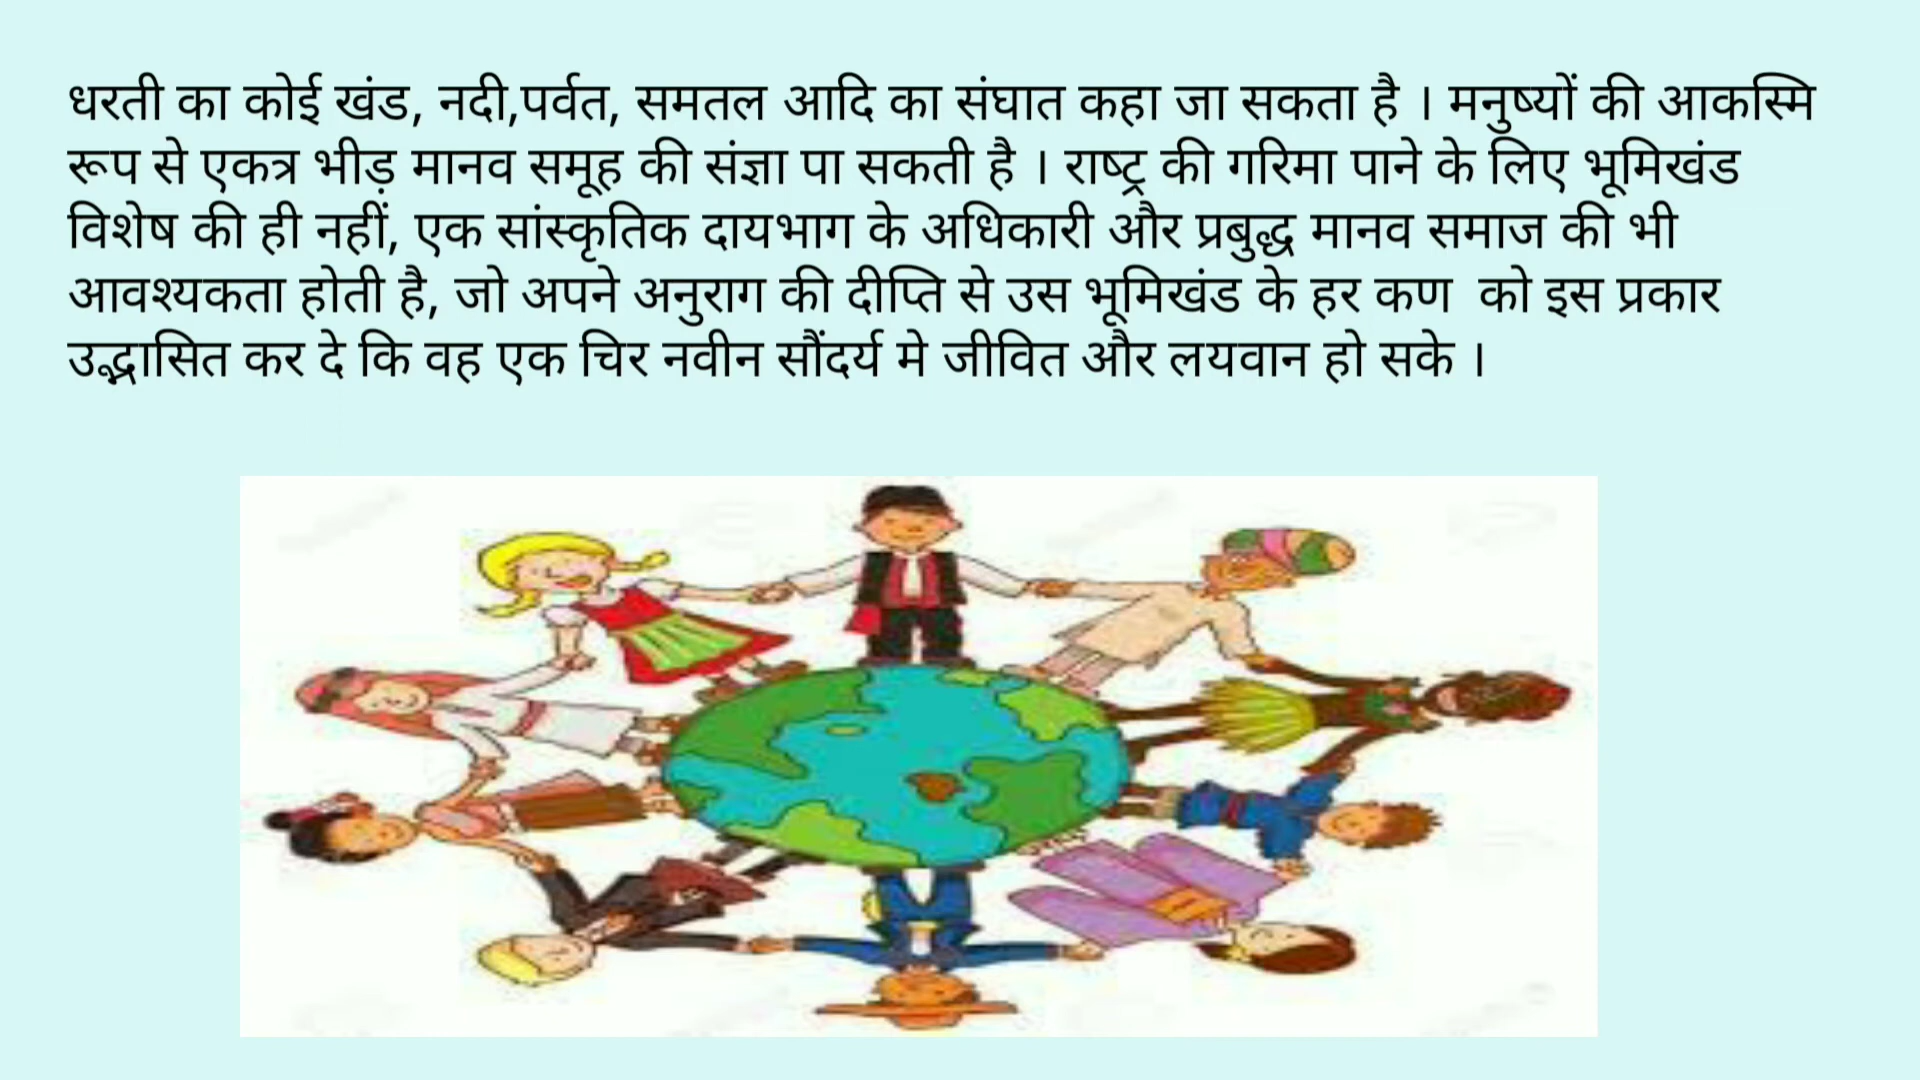 धरती का कोई खंड, नदी,पर्वत, समतल आदि का संघात कहा जा सकता है । मनुष्यों की आकस्मि
रूप से एकत्र भीड़ मानव समूह की संज्ञा पा सकती है । राष्ट्र की गरिमा पाने के लिए भूमिखंड
विशेष की ही नहीं, एक सांस्कृतिक दायभाग के अधिकारी और प्रबुद्ध मानव समाज की भी
आवश्यकता होती है, जो अपने अनुराग की दीप्ति से उस भूमिखंड के हर कण को इस प्रकार
उद्भासित कर दे कि वह एक चिर नवीन सौंदर्य मे जीवित और लयवान हो सके ।